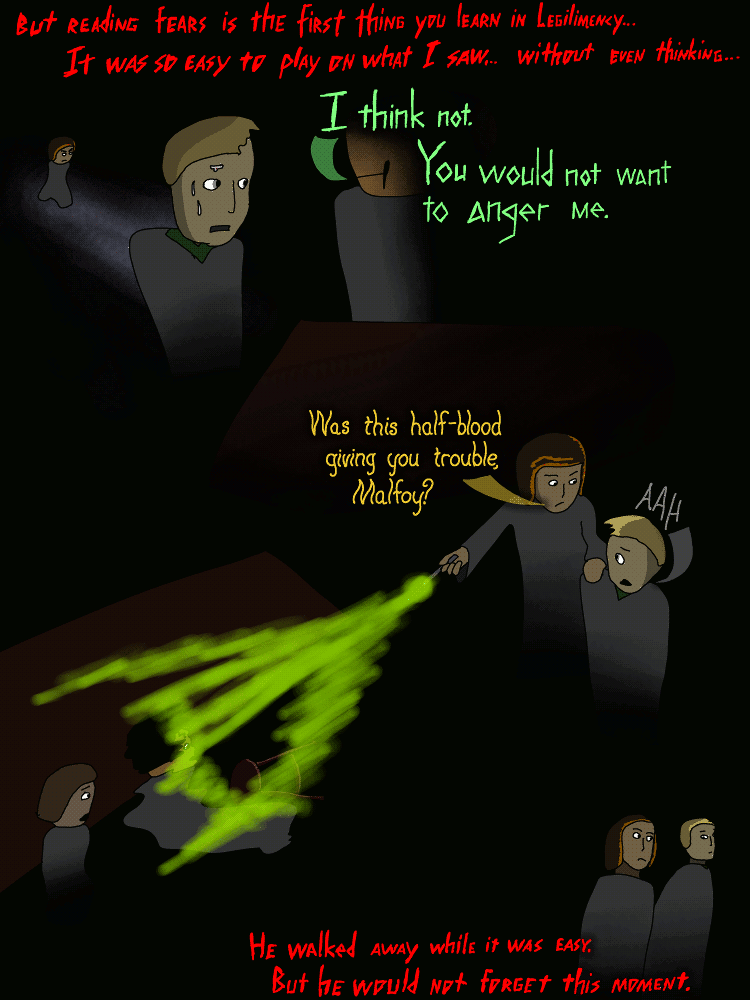 But reading fears is the first thing you learn in Legilimency...
It was so easy to play on what I saw... without even thinking...
I think not.
You would not want
to anger me.
Was this half-blood
giving you trouble,
Malfoy?
AAH
He walked away while it was easy.
But he would not forget this moment.